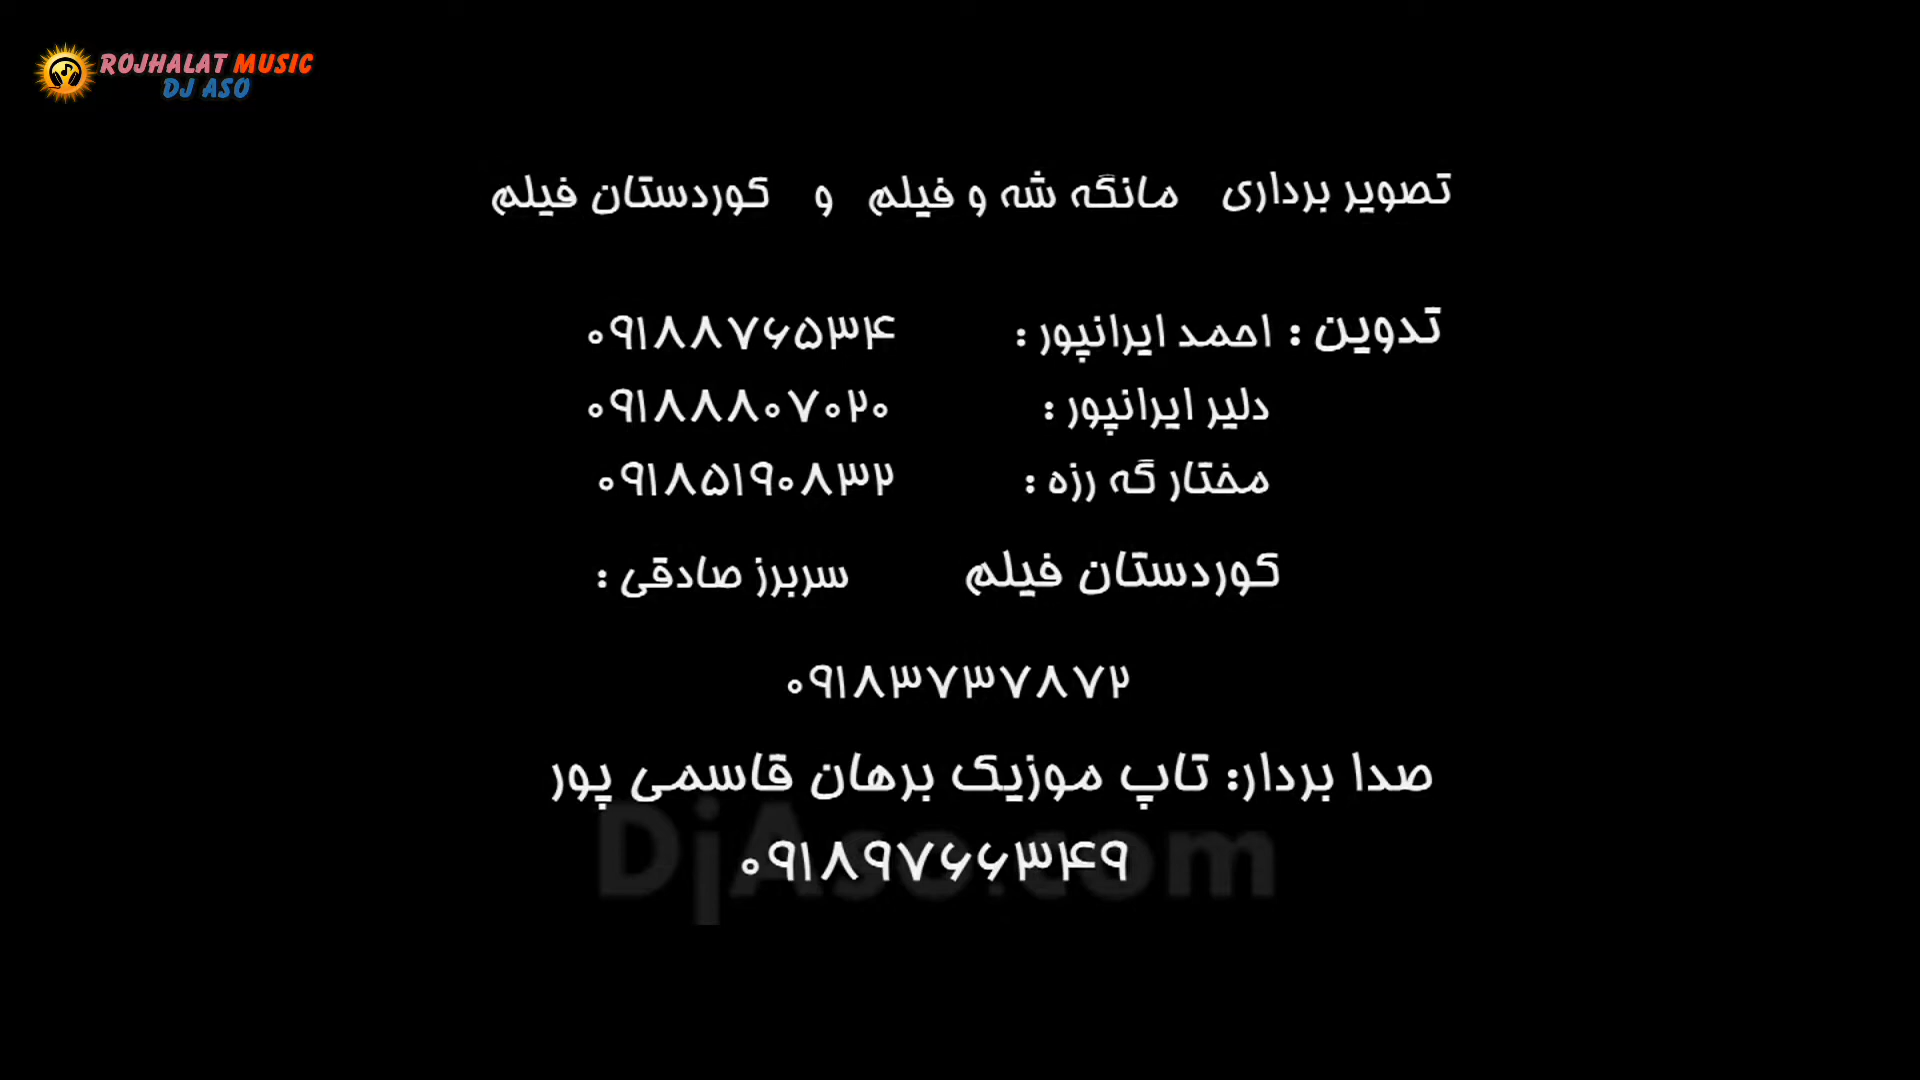 ROJHALAT MUSIC
DJ ASO
تصویر برداری مانگه شه و فیلم و کوردستان فیلم
تدوین : احمد ایرانپور : ۰۹۱۸۸۷۶۵۳۴
دلیر ایرانپور : ۰۹۱۸۸۸۰۷۰۲۰
مختار گه رزه : ۰۹۱۸۵۱۹۰۸۳۲
کوردستان فیلم سربرز صادقی :
۰۹۱۸۳۷۳۷۸۷۲
صدا بردار: تاپ موزیک برهان قاسمی پور
۰۹۱۸۹۷۶۶۳۴۹
DjAso.com